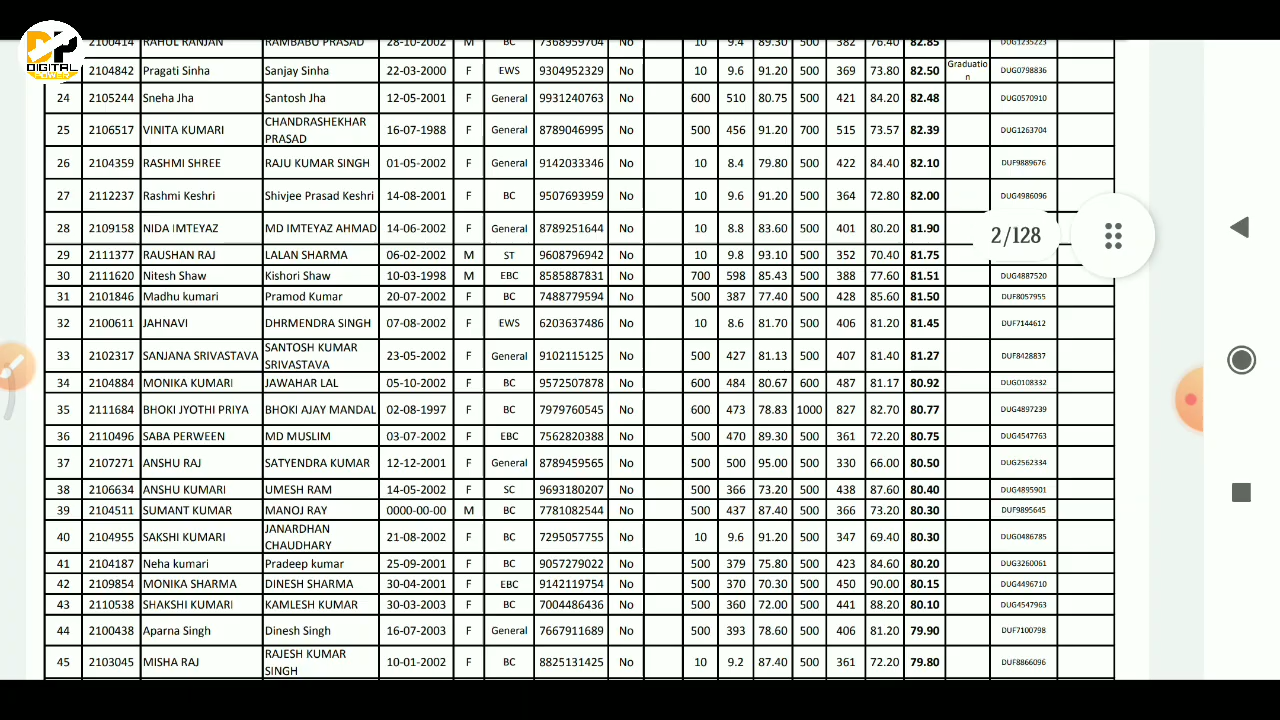 DP
DIGITAL
POWER
2100414 RAHUL RANJAN RAMBABU PRASAD 28-10-2002 M BC 7368959704 No 10 9.4 89.30 500 382 76.40 82.85 DUG1235223
2104842 Pragati Sinha Sanjay Sinha 22-03-2000 F EWS 9304952329 No 10 9.6 91.20 500 369 73.80 82.50 Graduatio n DUG0798836
24 2105244 Sneha Jha Santosh Jha 12-05-2001 F General 9931240763 No 600 510 80.75 500 421 84.20 82.48 DUG0570910
25 2106517 VINITA KUMARI CHANDRASHEKHAR PRASAD 16-07-1988 F General 8789046995 No 500 456 91.20 700 515 73.57 82.39 DUG1263704
26 2104359 RASHMI SHREE RAJU KUMAR SINGH 01-05-2002 F General 9142033346 No 10 8.4 79.80 500 422 84.40 82.10 DUF9889676
27 2112237 Rashmi Keshri Shivjee Prasad Keshri 14-08-2001 F BC 9507693959 No 10 9.6 91.20 500 364 72.80 82.00 DUG4986096
28 2109158 NIDA IMTEYAZ MD IMTEYAZ AHMAD 14-06-2002 F General 8789251644 No 10 8.8 83.60 500 401 80.20 81.90
2/128
29 2111377 RAUSHAN RAJ LALAN SHARMA 06-02-2002 M ST 9608796942 No 10 9.8 93.10 500 352 70.40 81.75
30 2111620 Nitesh Shaw Kishori Shaw 10-03-1998 M EBC 8585887831 No 700 598 85.43 500 388 77.60 81.51 DUG4887520
31 2101846 Madhu kumari Pramod Kumar 20-07-2002 F BC 7488779594 No 500 387 77.40 500 428 85.60 81.50 DUF8057955
32 2100611 JAHNAVI DHRMENDRA SINGH 07-08-2002 F EWS 6203637486 No 10 8.6 81.70 500 406 81.20 81.45 DUF7144612
33 2102317 SANJANA SRIVASTAVA SANTOSH KUMAR SRIVASTAVA 23-05-2002 F General 9102115125 No 500 427 81.13 500 407 81.40 81.27 DUF8428837
34 2104884 MONIKA KUMARI JAWAHAR LAL 05-10-2002 F BC 9572507878 No 600 484 80.67 600 487 81.17 80.92 DUG0108332
35 2111684 BHOKI JYOTHI PRIYA BHOKI AJAY MANDAL 02-08-1997 F BC 7979760545 No 600 473 78.83 1000 827 82.70 80.77 DUG4897239
36 2110496 SABA PERWEEN MD MUSLIM 03-07-2002 F EBC 7562820388 No 500 470 89.30 500 361 72.20 80.75 DUG4547763
37 2107271 ANSHU RAJ SATYENDRA KUMAR 12-12-2001 F General 8789459565 No 500 500 95.00 500 330 66.00 80.50 DUG2562334
38 2106634 ANSHU KUMARI UMESH RAM 14-05-2002 F SC 9693180207 No 500 366 73.20 500 438 87.60 80.40 DUG4895901
39 2104511 SUMANT KUMAR MANOJ RAY 0000-00-00 M BC 7781082544 No 500 437 87.40 500 366 73.20 80.30 DUF9895645
40 2104955 SAKSHI KUMARI JANARDHAN CHAUDHARY 21-08-2002 F BC 7295057755 No 10 9.6 91.20 500 347 69.40 80.30 DUG0486785
41 2104187 Neha kumari Pradeep kumar 25-09-2001 F BC 9057279022 No 500 379 75.80 500 423 84.60 80.20 DUG3260061
42 2109854 MONIKA SHARMA DINESH SHARMA 30-04-2001 F EBC 9142119754 No 500 370 70.30 500 450 90.00 80.15 DUG4496710
43 2110538 SHAKSHI KUMARI KAMLESH KUMAR 30-03-2003 F BC 7004486436 No 500 360 72.00 500 441 88.20 80.10 DUG4547963
44 2100438 Aparna Singh Dinesh Singh 16-07-2003 F General 7667911689 No 500 393 78.60 500 406 81.20 79.90 DUF7100798
45 2103045 MISHA RAJ RAJESH KUMAR SINGH 10-01-2002 F BC 8825131425 No 10 9.2 87.40 500 361 72.20 79.80 DUF8866096